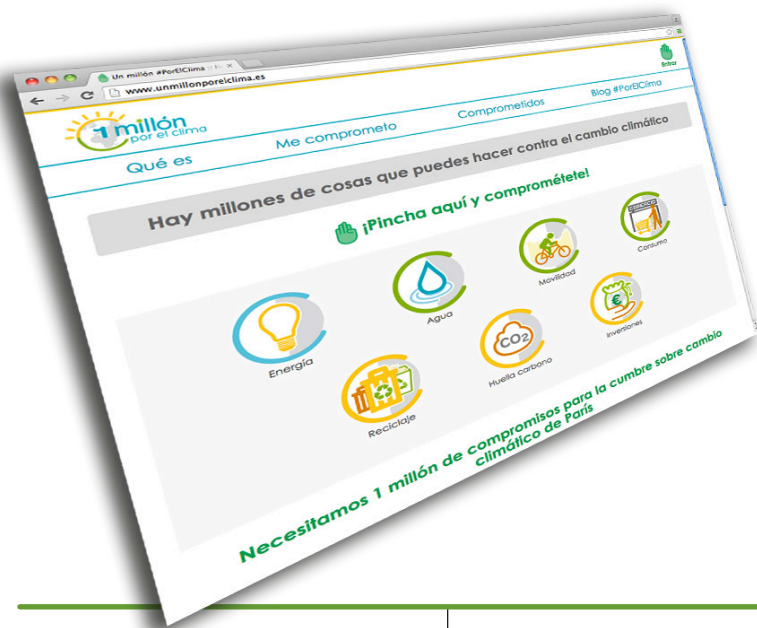 Un millón #PorElClima
www.unmillonporelclima.es
Entrar
1 millón
por el clima
Qué es
Me comprometo
Comprometidos
Blog #PorElClima
Hay millones de cosas que puedes hacer contra el cambio climático
¡Pincha aquí y comprométete!
Energía
Agua
Movilidad
Consumo
Reciclaje
CO2
Huella carbono
€
Inversiones
Necesitamos 1 millón de compromisos para la cumbre sobre cambio
climático de París